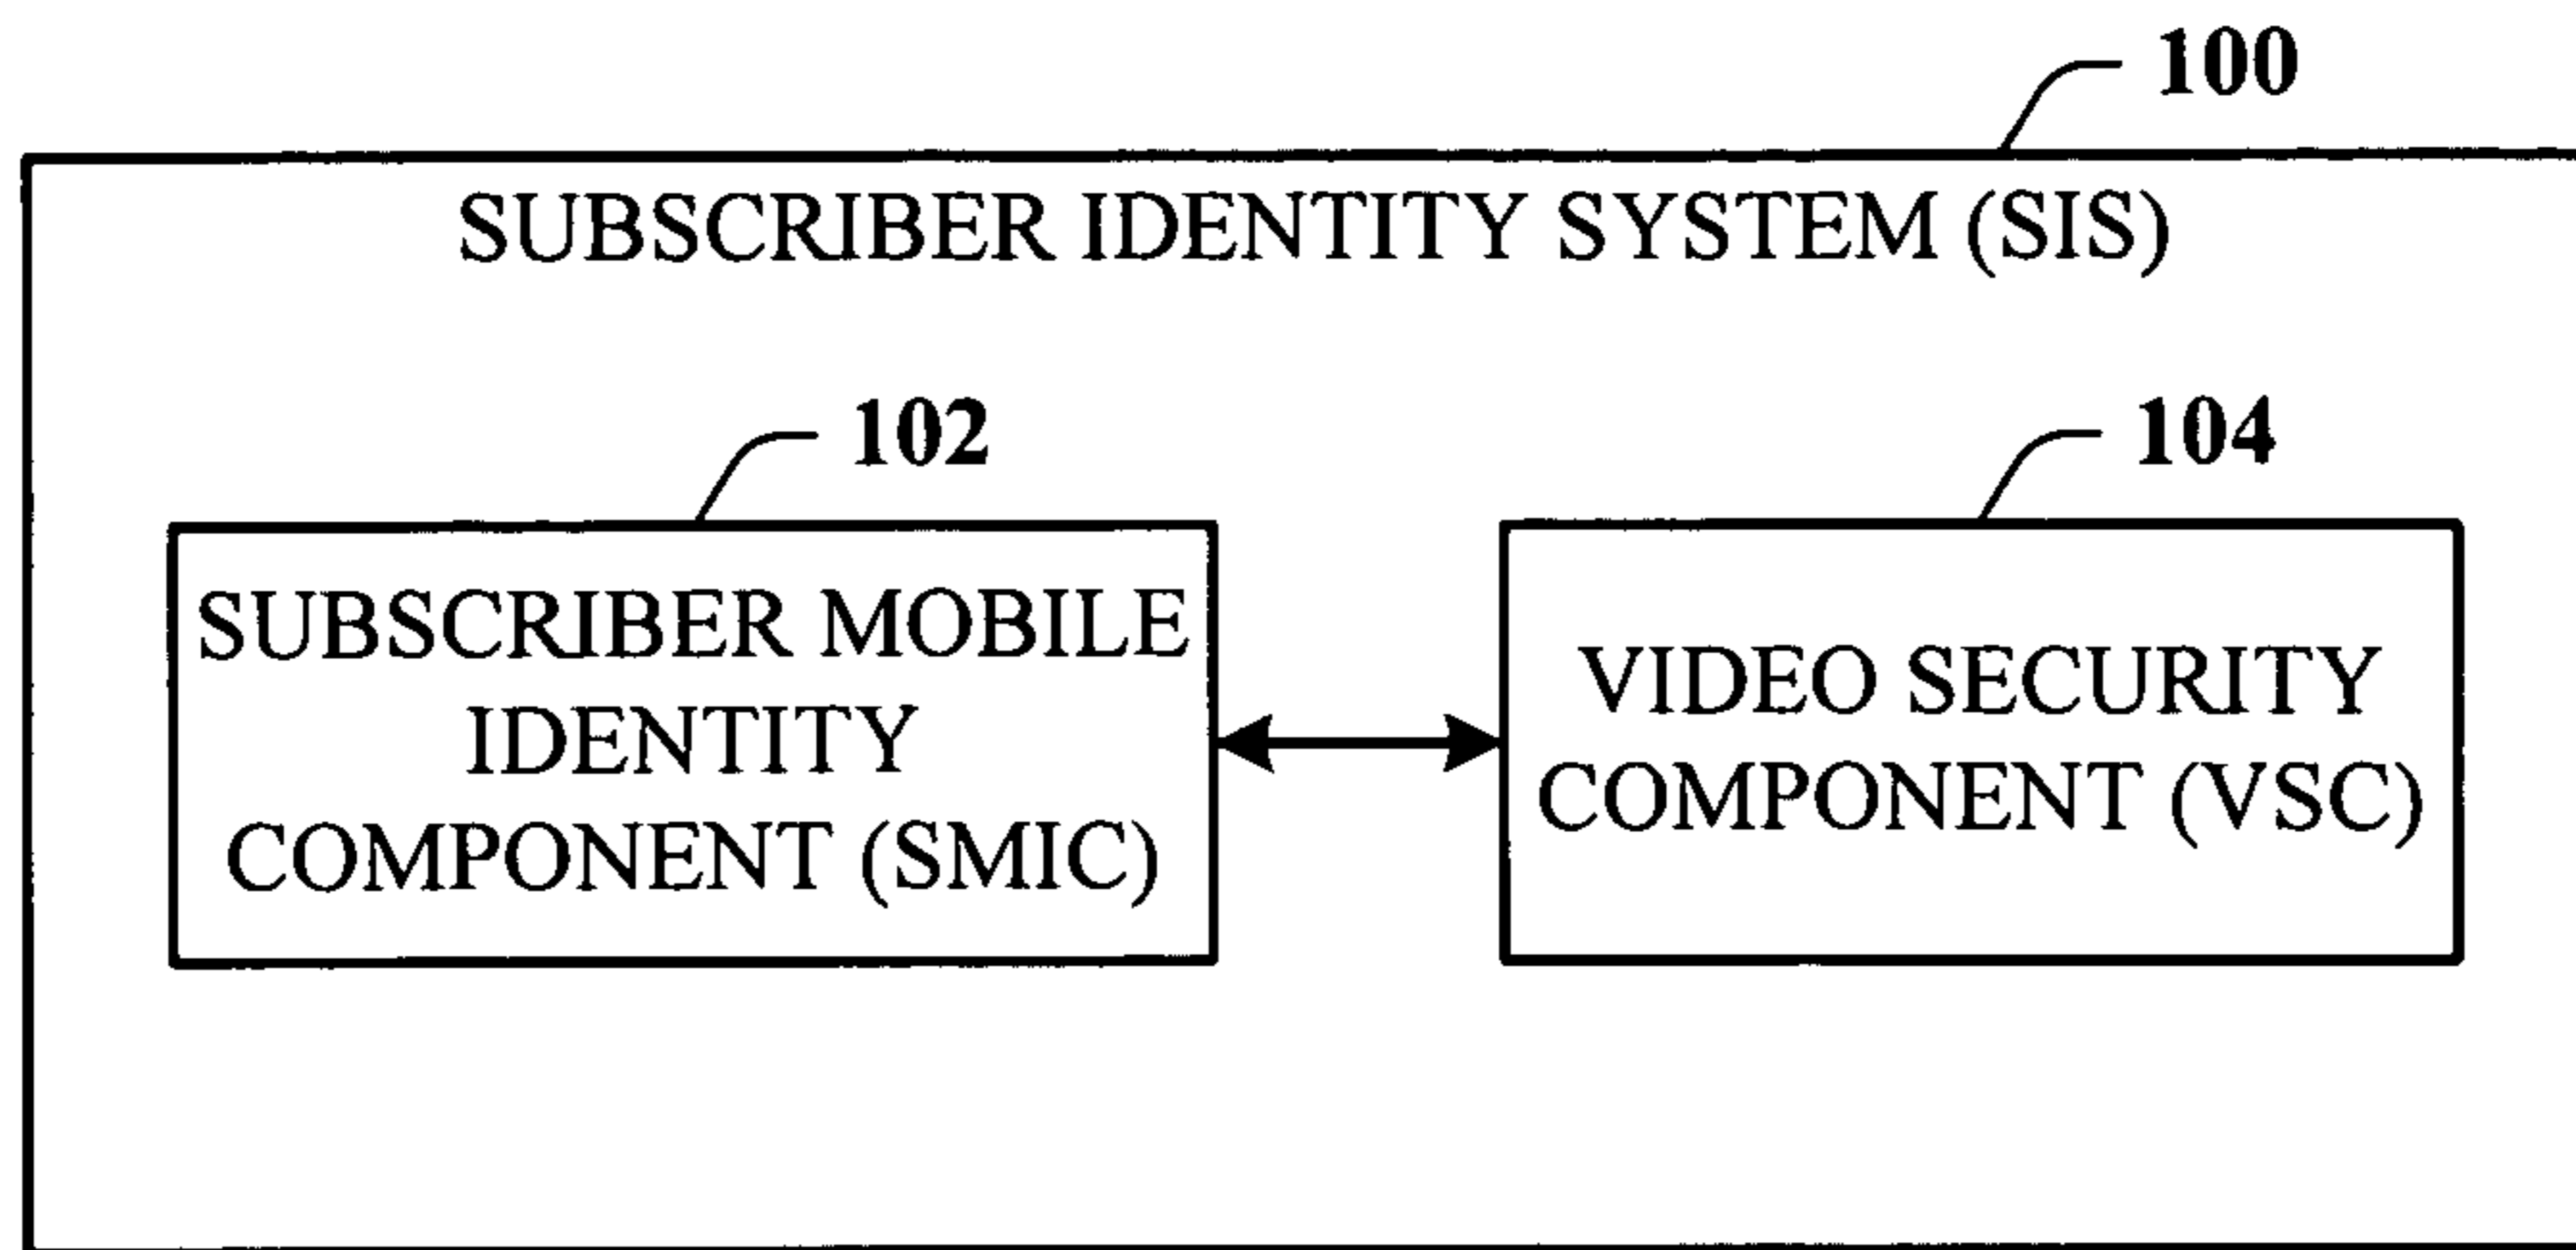 100
SUBSCRIBER IDENTITY SYSTEM (SIS)
102
SUBSCRIBER MOBILE
IDENTITY
COMPONENT (SMIC)
104
VIDEO SECURITY
COMPONENT (VSC)